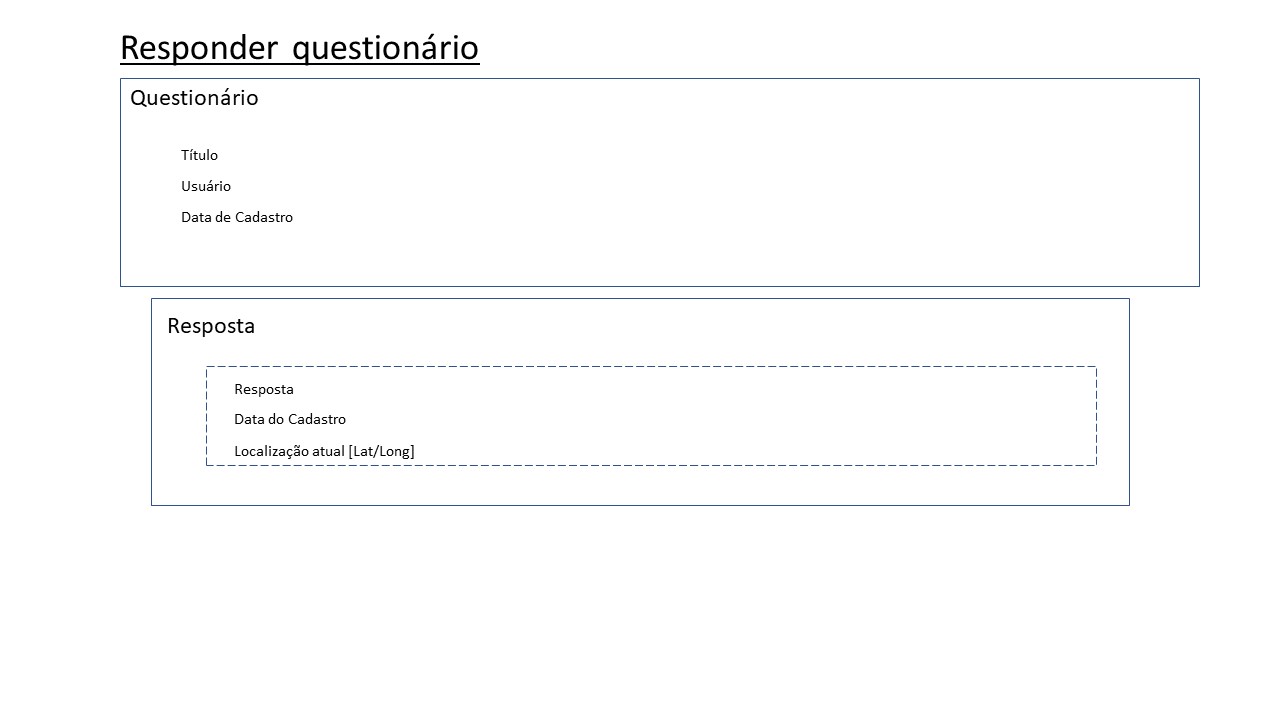 Responder questionário
Questionário
Título
Usuário
Data de Cadastro
Resposta
Resposta
Data do Cadastro
Localização atual [Lat/Long]